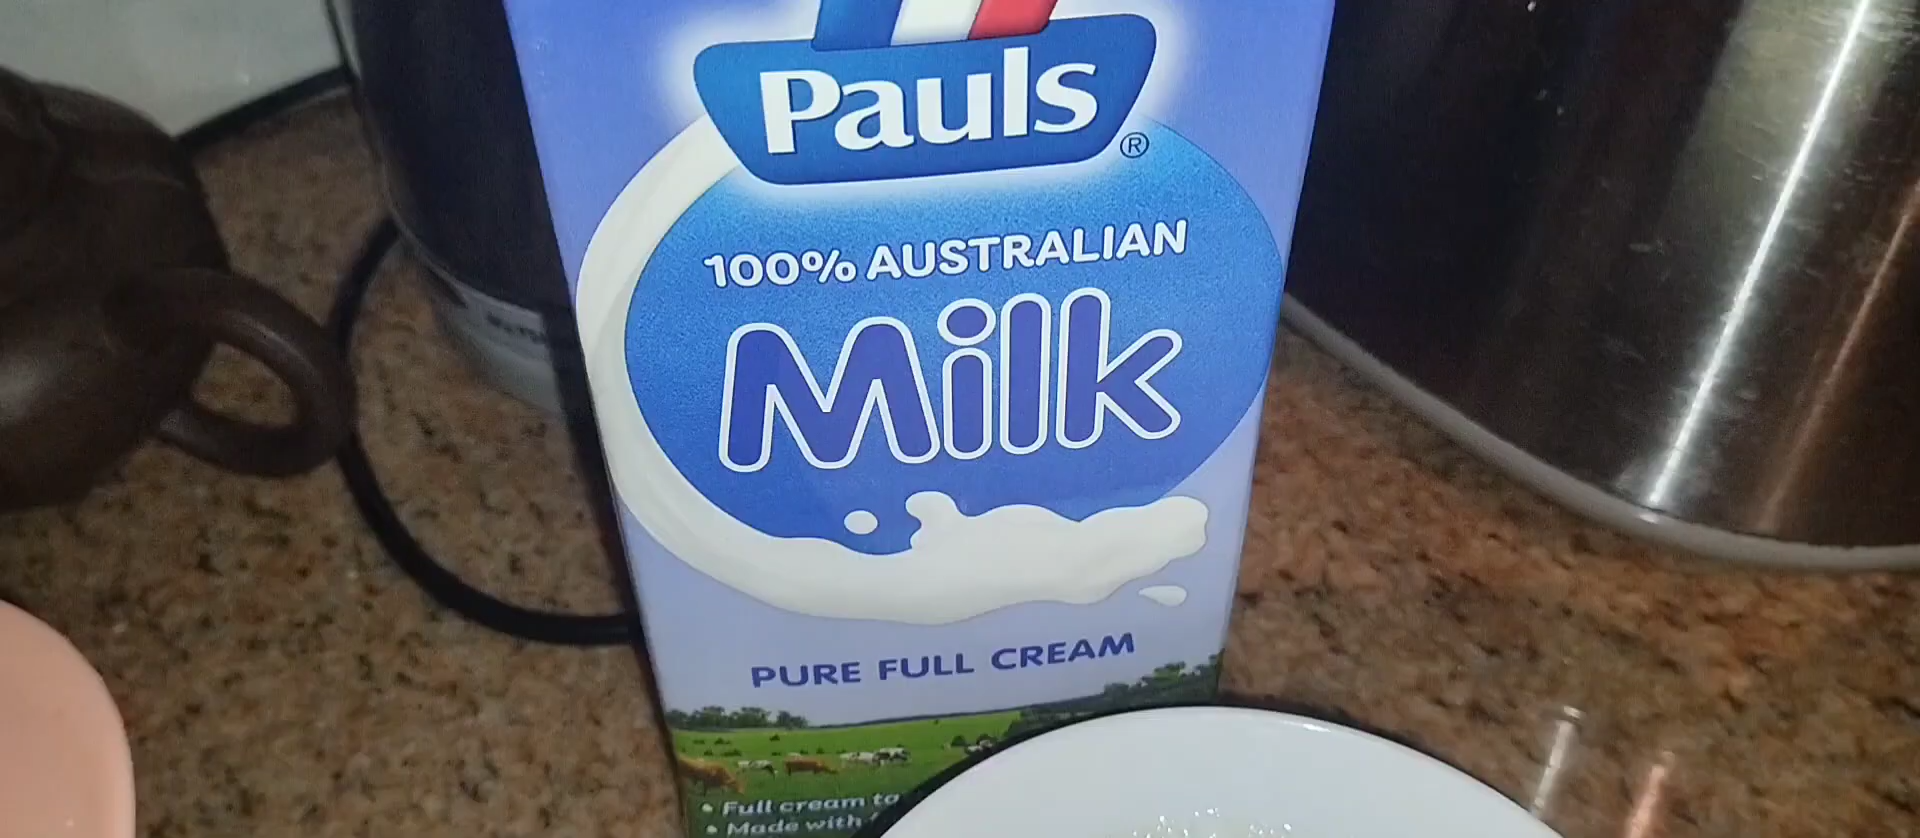 Pauls
®
100% AUSTRALIAN
Milk
PURE FULL CREAM
• Full cream
• Made with